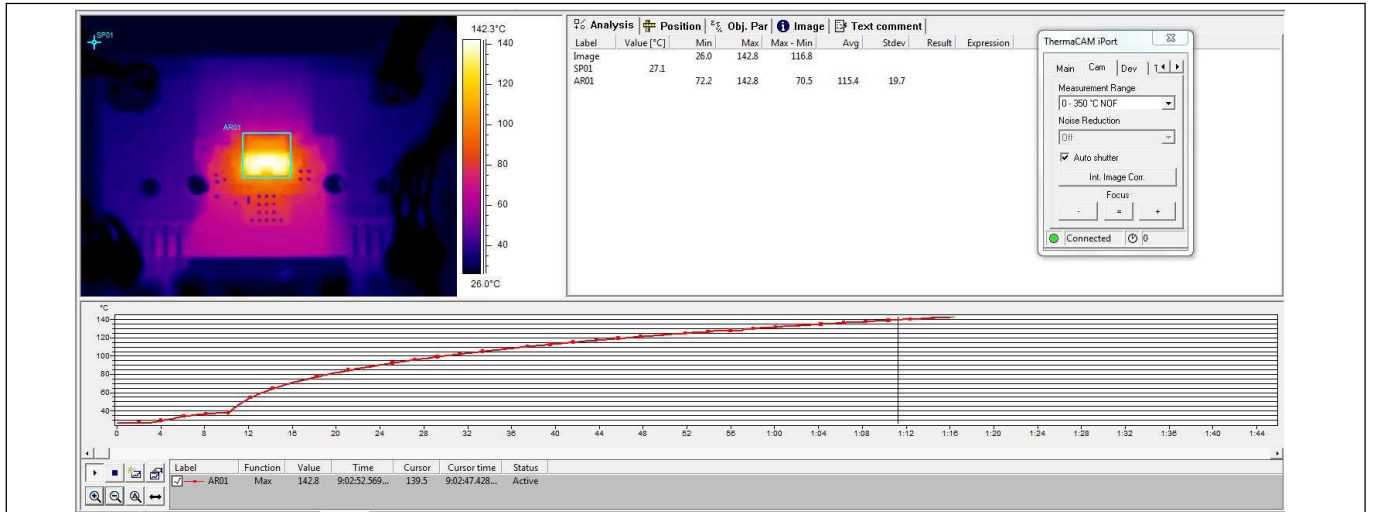 SP01
AR01
142.3°C
140
120
100
80
60
40
26.0°C
Analysis Position Obj. Par Image Text comment
Label Value [°C] Min Max Max - Min Avg Stdev Result Expression
Image 26.0 142.8 116.8
SP01 27.1
AR01 72.2 142.8 70.5 115.4 19.7
ThermaCAM iPort
Main Cam Dev
Measurement Range
0 - 350 °C NOF
Noise Reduction
Off
Auto shutter
Int. Image Corr.
Focus
- = +
Connected 0
°C
140
120
100
80
60
40
0 4 8 12 16 20 24 28 32 36 40 44 48 52 56 1:00 1:04 1:08 1:12 1:16 1:20 1:24 1:28 1:32 1:36 1:40 1:44
Label Function Value Time Cursor Cursor time Status
AR01 Max 142.8 9:02:52.569... 139.5 9:02:47.428... Active